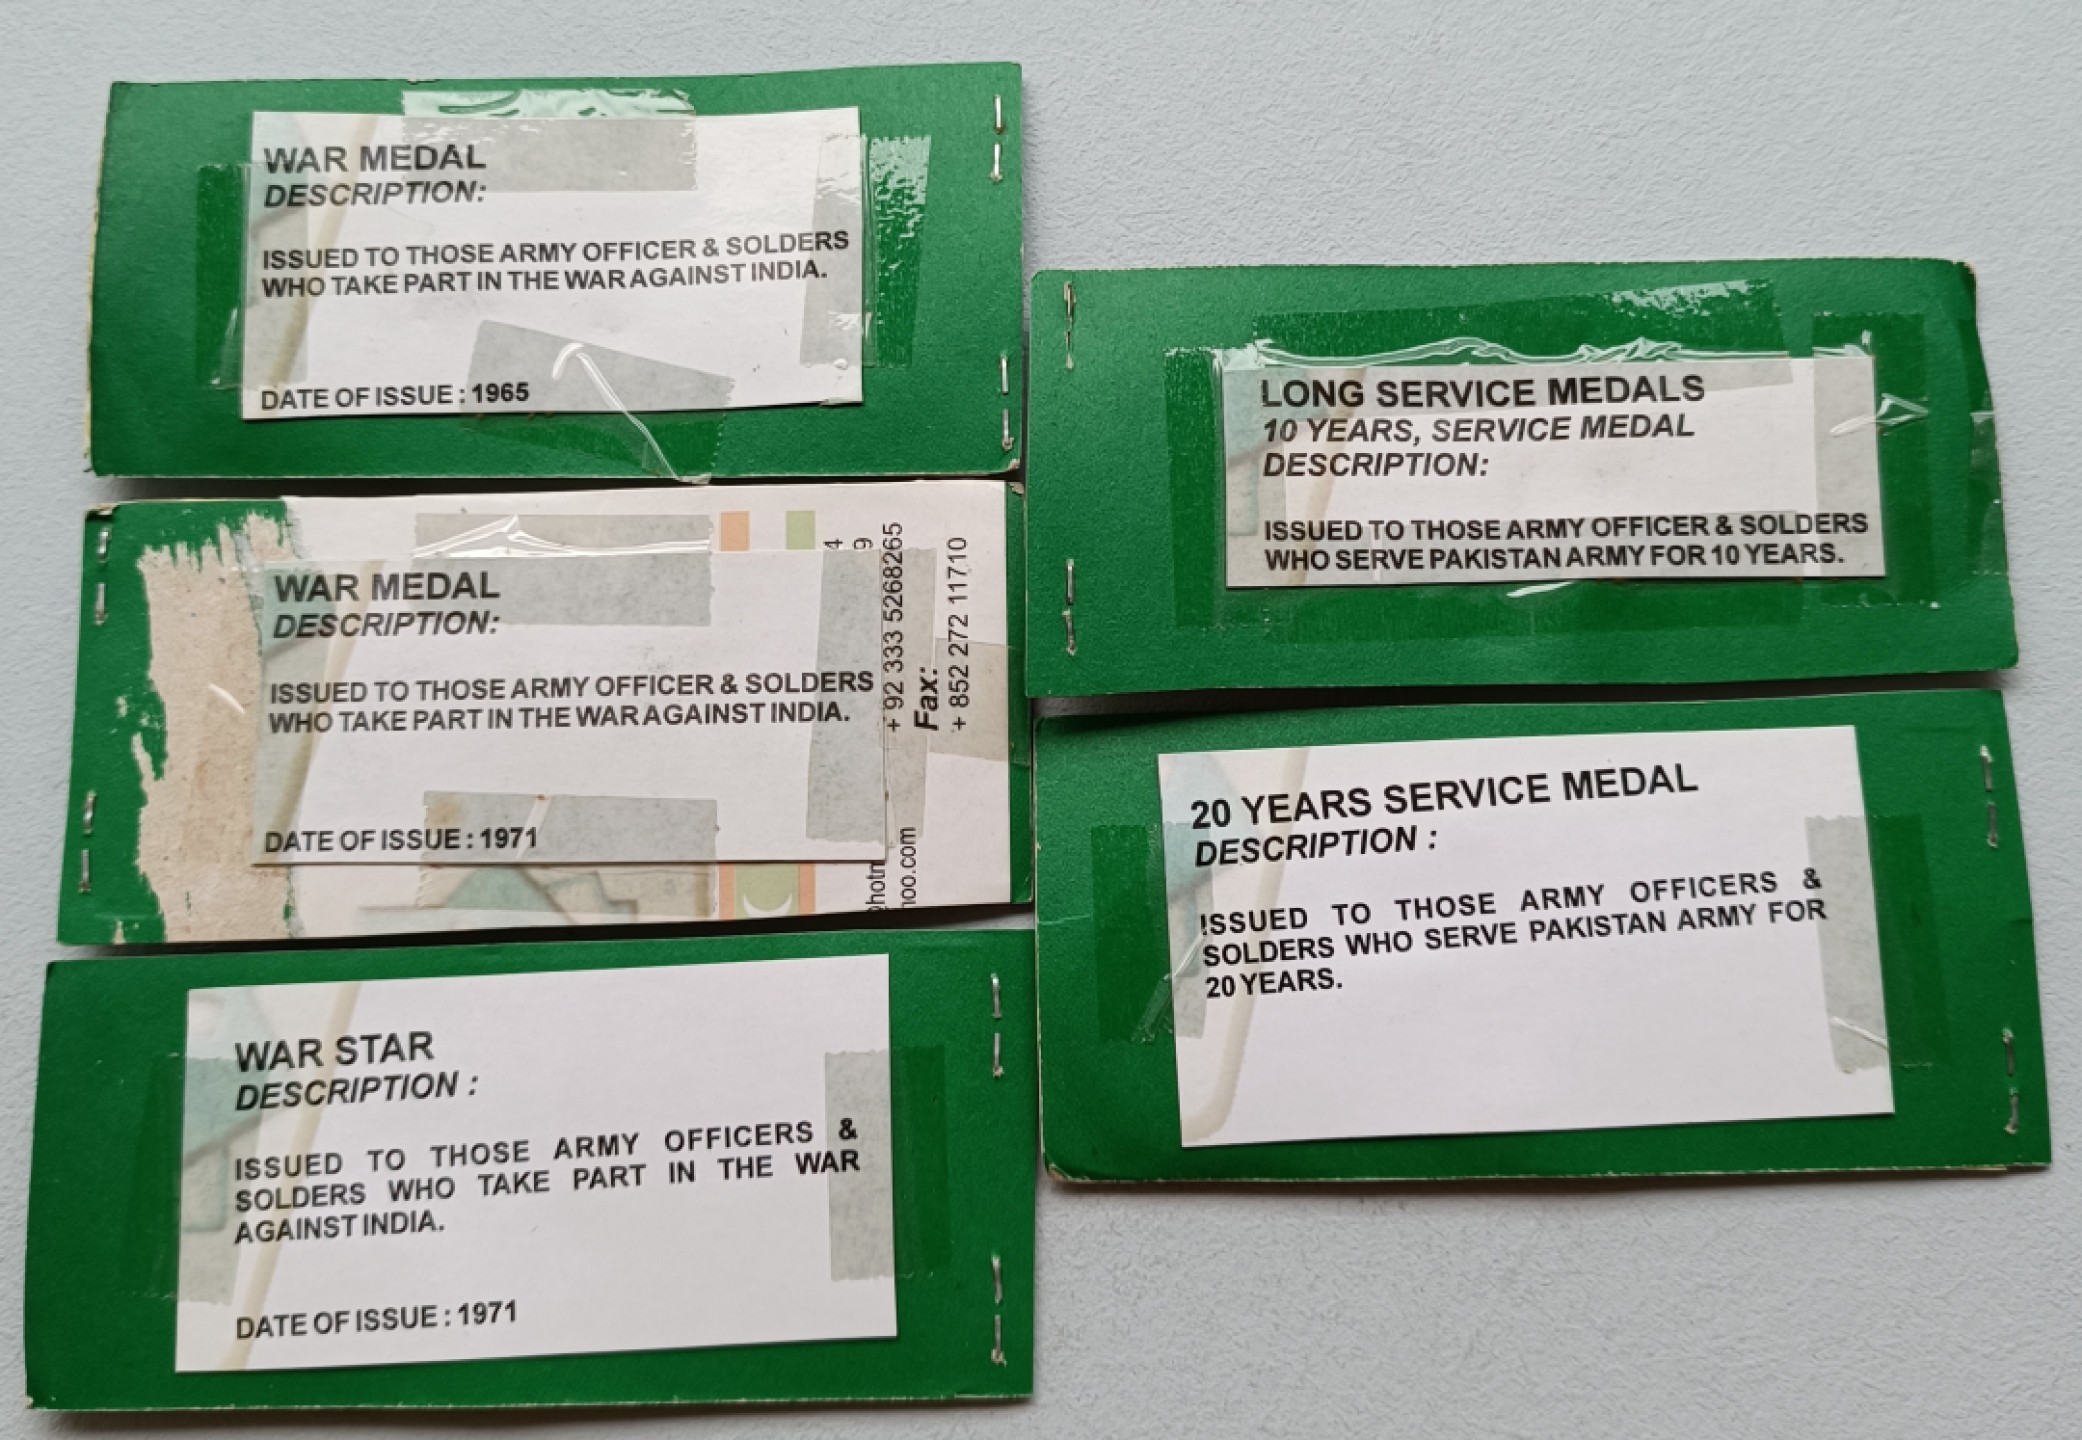 WAR MEDAL
DESCRIPTION:
ISSUED TO THOSE ARMY OFFICER & SOLDERS
WHO TAKE PART IN THE WAR AGAINST INDIA.
DATE OF ISSUE : 1965
WAR MEDAL
DESCRIPTION:
ISSUED TO THOSE ARMY OFFICER & SOLDERS
WHO TAKE PART IN THE WAR AGAINST INDIA.
DATE OF ISSUE : 1971
4
9
+ 92 333 5268265
Fax:
+ 852 272 11710
WAR STAR
DESCRIPTION :
ISSUED TO THOSE ARMY OFFICERS &
SOLDERS WHO TAKE PART IN THE WAR
AGAINST INDIA.
DATE OF ISSUE : 1971
LONG SERVICE MEDALS
10 YEARS, SERVICE MEDAL
DESCRIPTION:
ISSUED TO THOSE ARMY OFFICER & SOLDERS
WHO SERVE PAKISTAN ARMY FOR 10 YEARS.
20 YEARS SERVICE MEDAL
DESCRIPTION :
ISSUED TO THOSE ARMY OFFICERS &
SOLDERS WHO SERVE PAKISTAN ARMY FOR
20 YEARS.